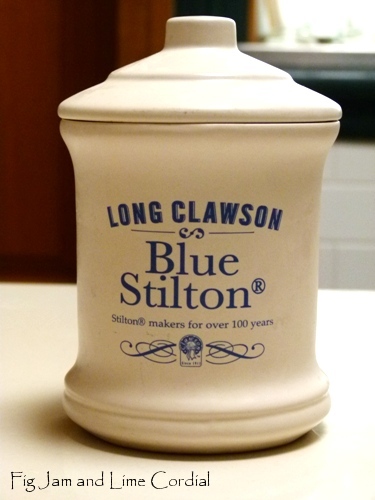 LONG CLAWSON
Blue
Stilton®
Stilton® makers for over 100 years
Fig Jam and Lime Cordial